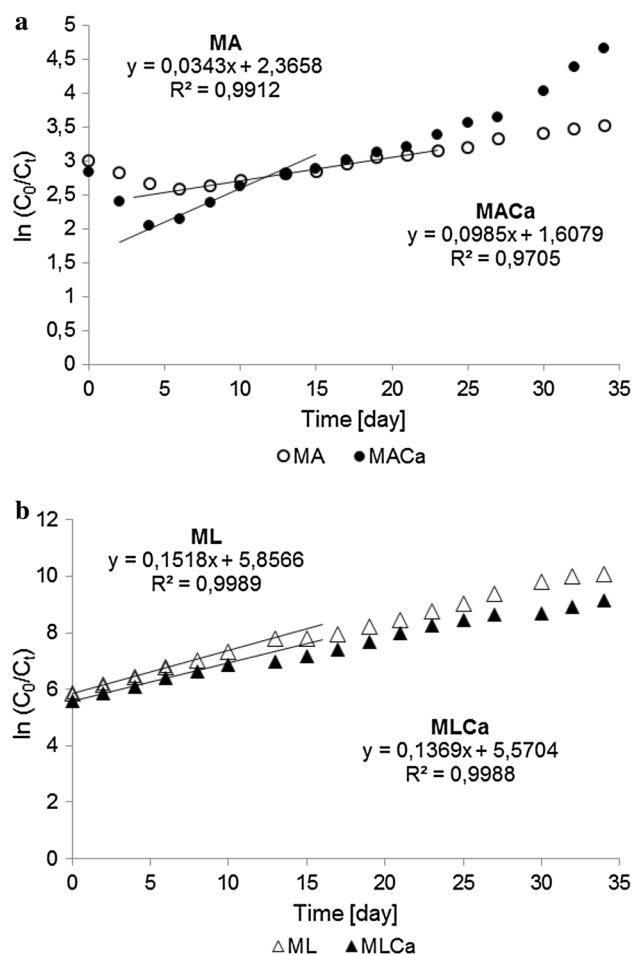 a
5
4,5
4
3,5
3
2,5
2
1,5
1
0,5
0
ln (C₀/Cₜ)
MA
y = 0,0343x + 2,3658
R² = 0,9912
MACa
y = 0,0985x + 1,6079
R² = 0,9705
0 5 10 15 20 25 30 35
Time [day]
MA MACa
b
12
10
8
6
4
2
0
ln (C₀/Cₜ)
ML
y = 0,1518x + 5,8566
R² = 0,9989
MLCa
y = 0,1369x + 5,5704
R² = 0,9988
0 5 10 15 20 25 30 35
Time [day]
ML MLCa